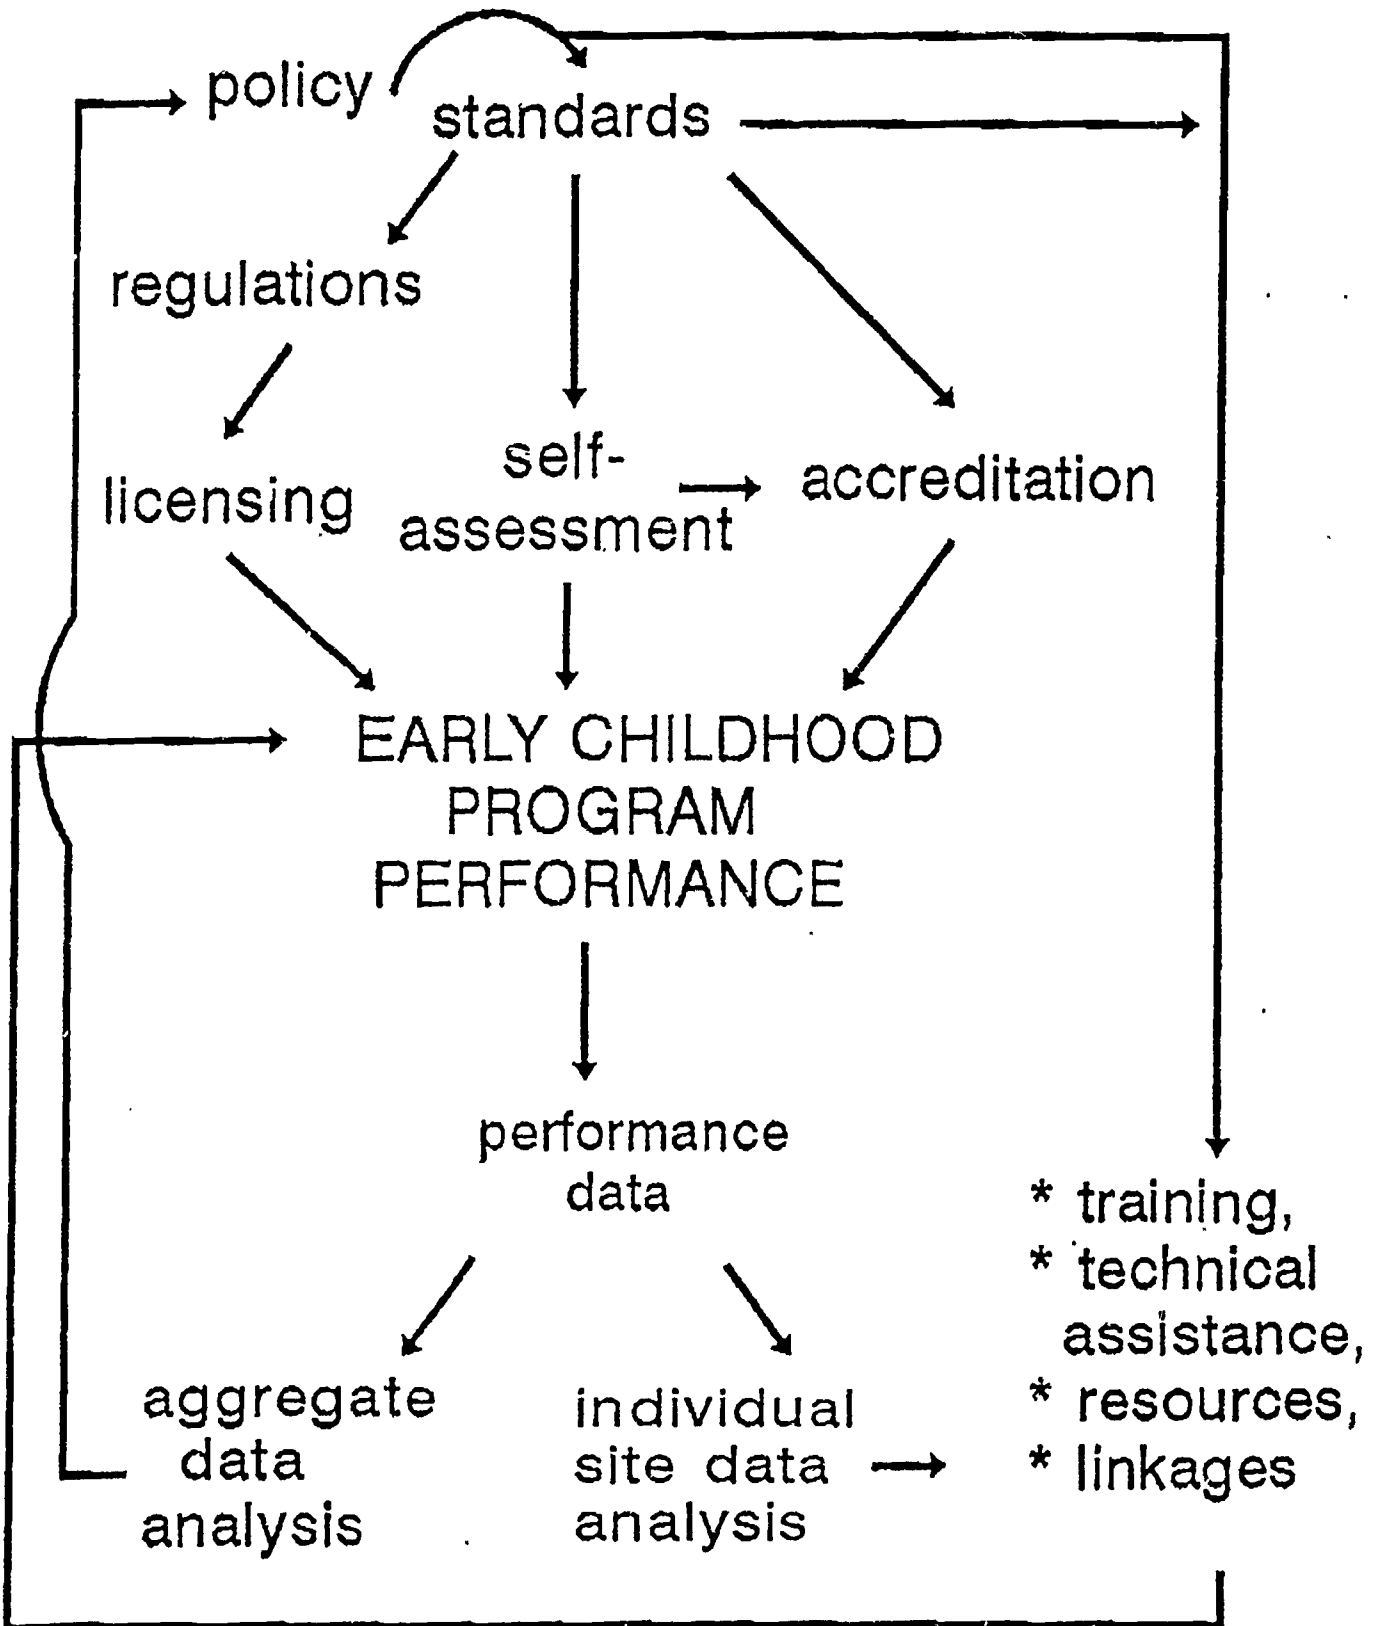 policy
standards
regulations
licensing
self-
assessment
accreditation
EARLY CHILDHOOD
PROGRAM
PERFORMANCE
performance
data
aggregate
data
analysis
individual
site data
analysis
* training,
* technical
assistance,
* resources,
* linkages